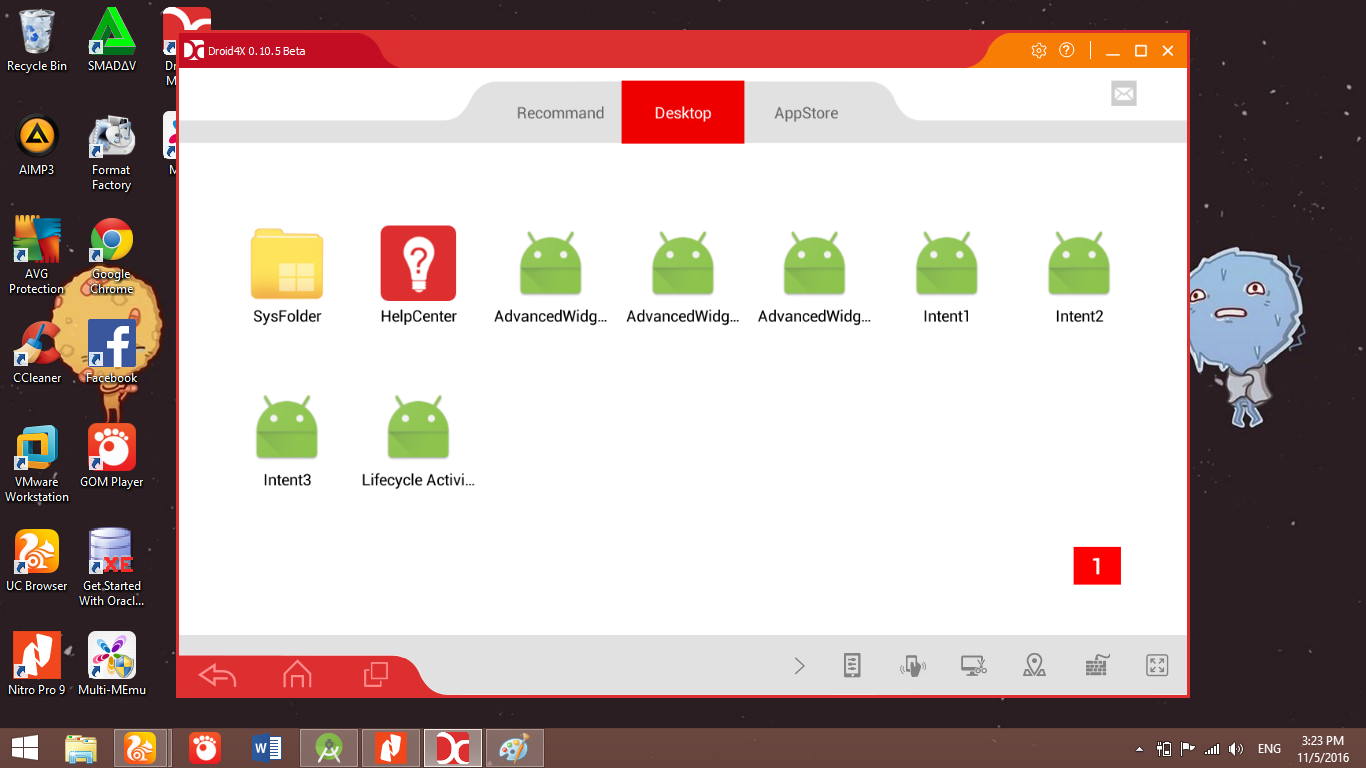 Recycle Bin
SMADΔV
AIMP3
Format
Factory
AVG
Protection
Google
Chrome
CCleaner
Facebook
VMware
Workstation
GOM Player
UC Browser
XE
Get Started
With Oracl...
Nitro Pro 9
Multi-MEmu
Droid4X 0.10.5 Beta
Recommand
Desktop
AppStore
SysFolder
HelpCenter
AdvancedWidg...
AdvancedWidg...
AdvancedWidg...
Intent1
Intent2
Intent3
Lifecycle Activi...
1
ENG
3:23 PM
11/5/2016